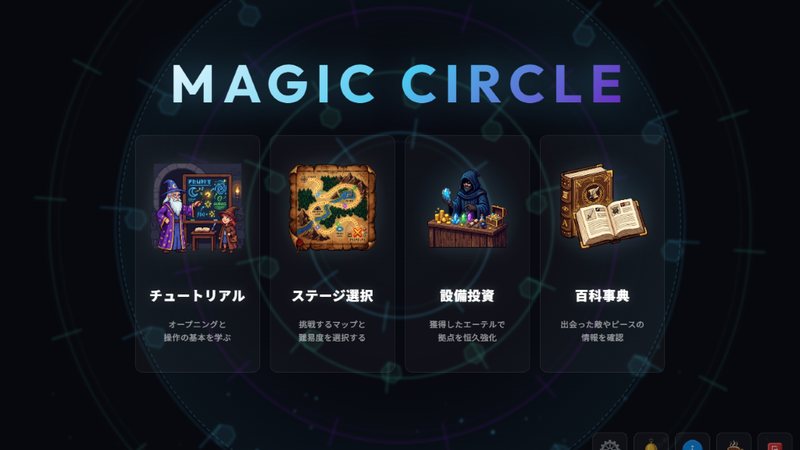 MAGIC CIRCLE
チュートリアル
オープニングと
操作の基本を学ぶ
ステージ選択
挑戦するマップと
難易度を選択する
設備投資
獲得したエーテルで
拠点を恒久強化
百科事典
出会った敵やピースの
情報を確認